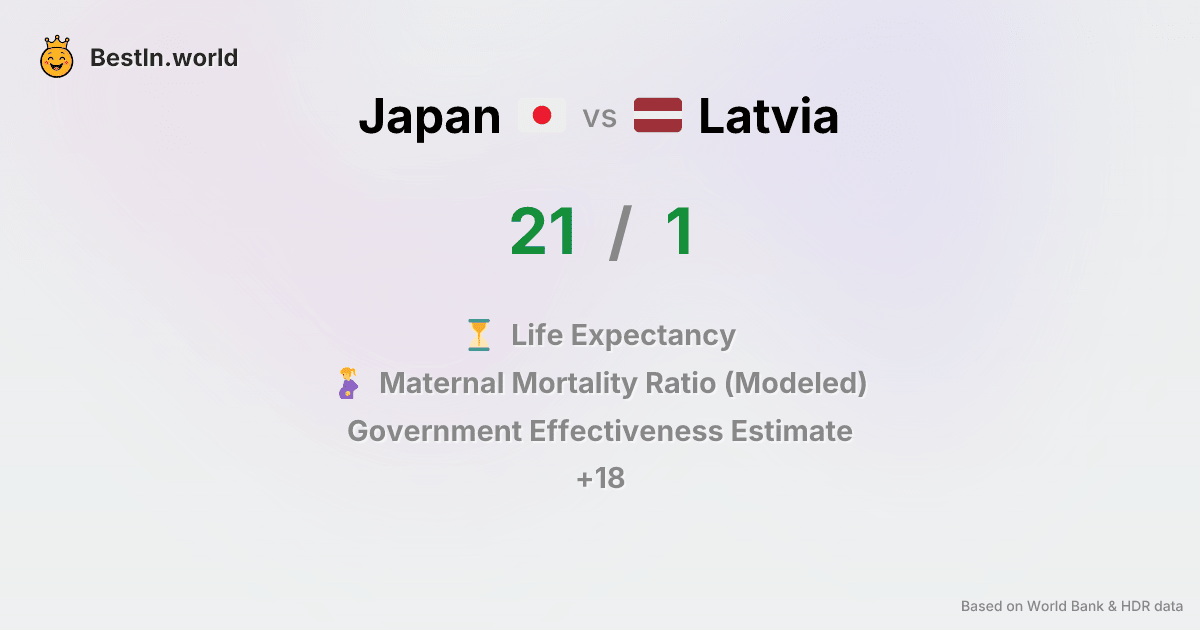 BestIn.world
Japan vs Latvia
21 / 1
Life Expectancy
Maternal Mortality Ratio (Modeled)
Government Effectiveness Estimate
+18
Based on World Bank & HDR data